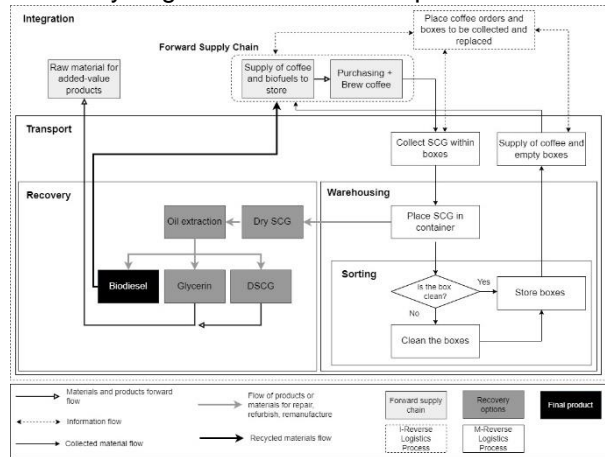 Integration
Place coffee orders and
boxes to be collected and
replaced
Forward Supply Chain
Raw material for
added-value
products
Supply of coffee
and biofuels to
store
Purchasing +
Brew coffee
Transport
Collect SCG within
boxes
Supply of coffee and
empty boxes
Recovery
Warehousing
Oil extraction
Dry SCG
Place SCG in
container
Sorting
Biodiesel
Glycerin
DSCG
Is the box
clean?
Yes
Store boxes
No
Clean the boxes
Materials and products forward
flow
Information flow
Collected material flow
Flow of products or
materials for repair,
refurbish, remanufacture
Recycled materials flow
Forward supply
chain
Recovery
options
Final product
I-Reverse
Logistics
Process
M-Reverse
Logistics
Process